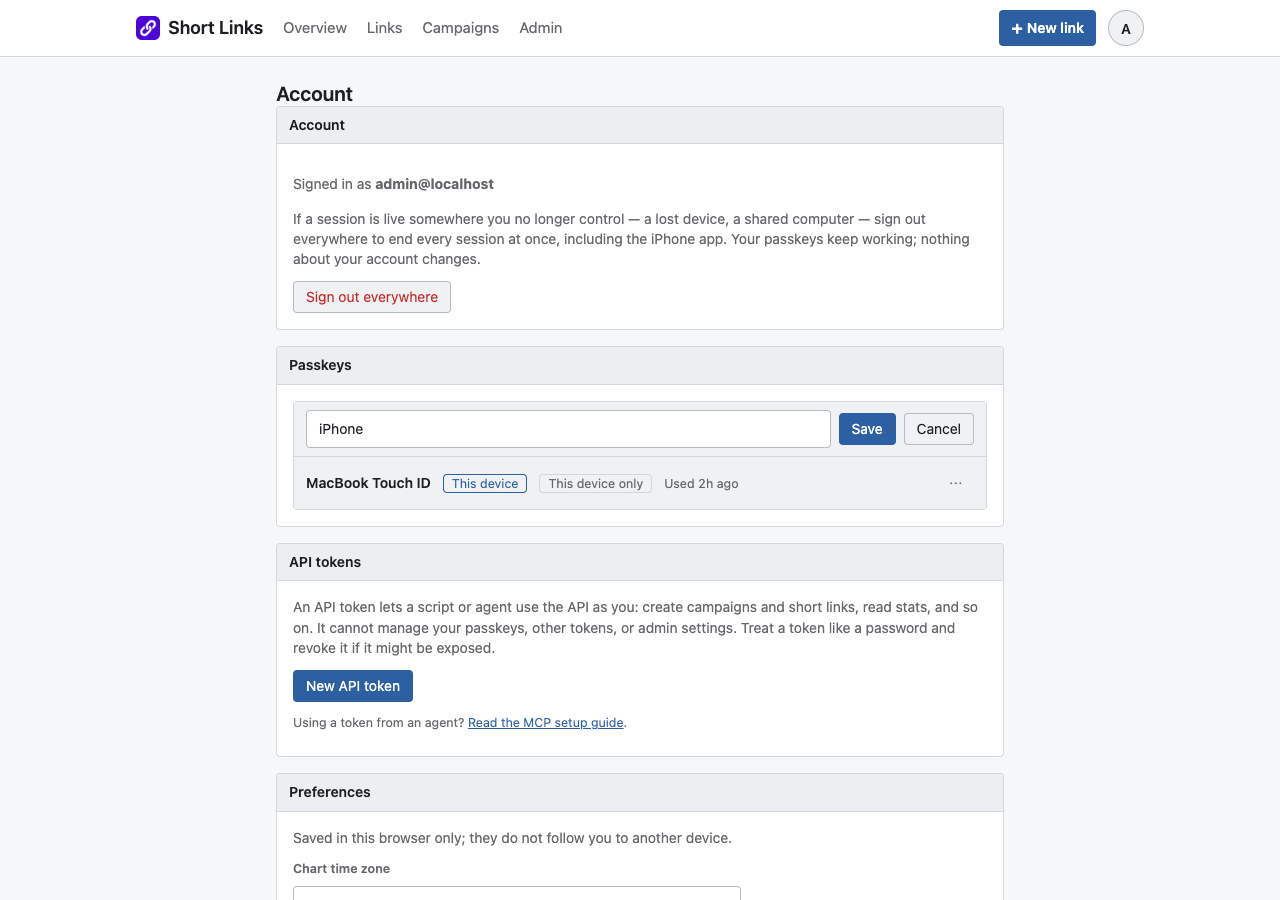 Short Links
Overview
Links
Campaigns
Admin
+ New link
A
Account
Account
Signed in as admin@localhost
If a session is live somewhere you no longer control — a lost device, a shared computer — sign out
everywhere to end every session at once, including the iPhone app. Your passkeys keep working; nothing
about your account changes.
Sign out everywhere
Passkeys
iPhone
Save
Cancel
MacBook Touch ID
This device
This device only
Used 2h ago
...
API tokens
An API token lets a script or agent use the API as you: create campaigns and short links, read stats, and so
on. It cannot manage your passkeys, other tokens, or admin settings. Treat a token like a password and
revoke it if it might be exposed.
New API token
Using a token from an agent? Read the MCP setup guide.
Preferences
Saved in this browser only; they do not follow you to another device.
Chart time zone